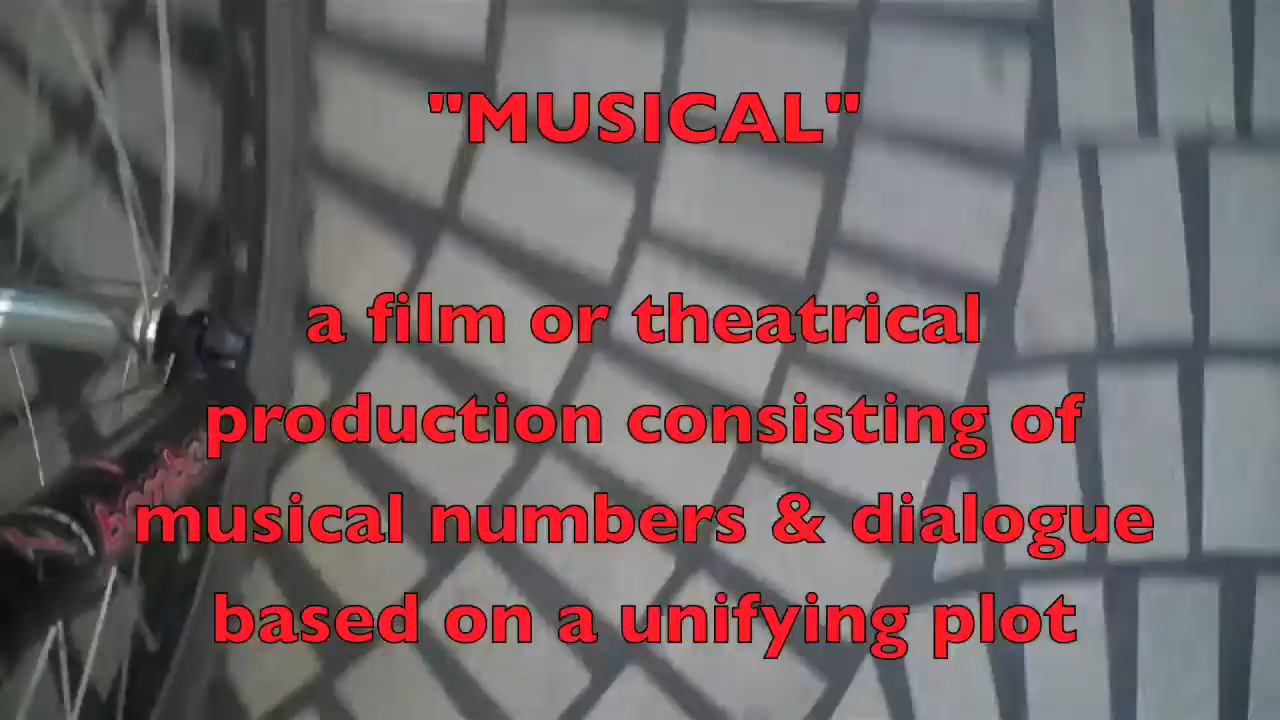 "MUSICAL"
a film or theatrical
production consisting of
musical numbers & dialogue
based on a unifying plot